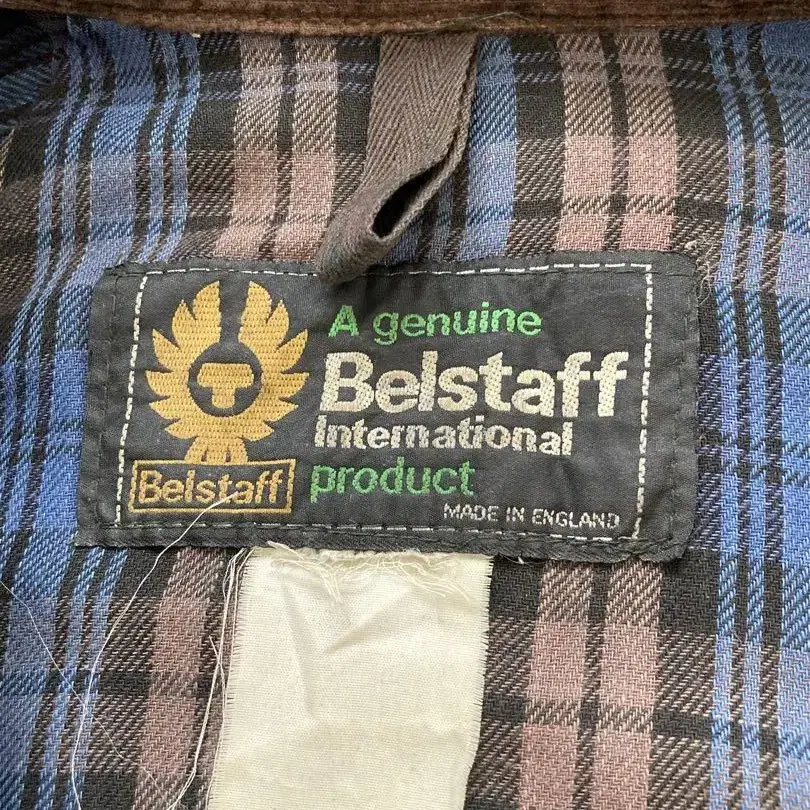 A genuine
Belstaff
International
product
Belstaff
MADE IN ENGLAND